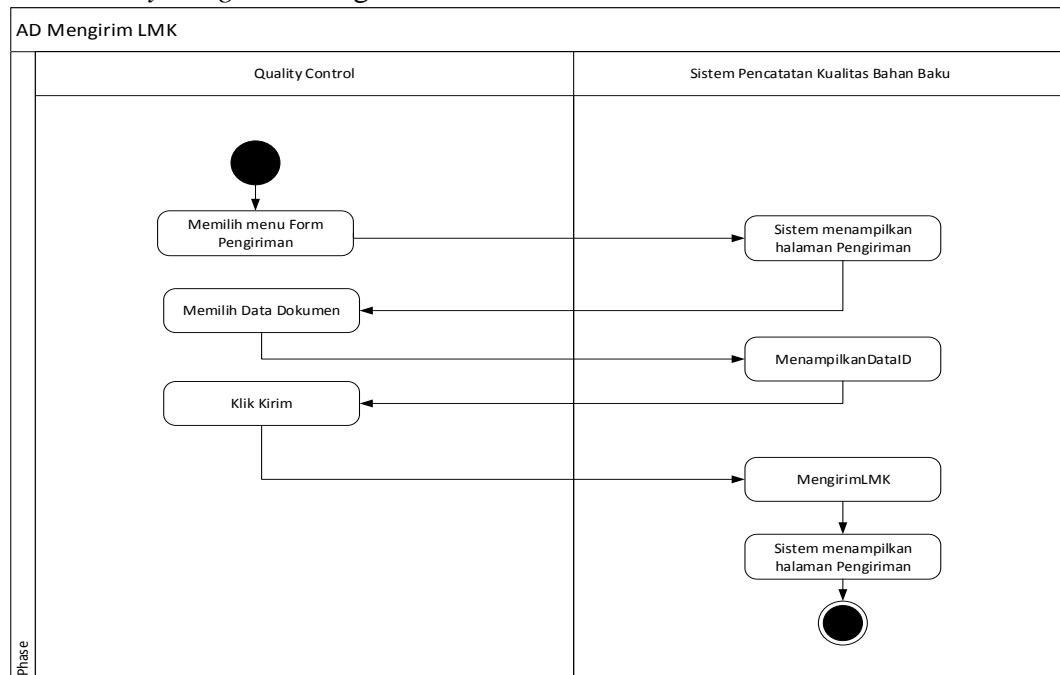 AD Mengirim LMK
Quality Control
Sistem Pencatatan Kualitas Bahan Baku
Memilih menu Form
Pengiriman
Sistem menampilkan
halaman Pengiriman
Memilih Data Dokumen
MenampilkanDataID
Klik Kirim
MengirimLMK
Sistem menampilkan
halaman Pengiriman
Phase